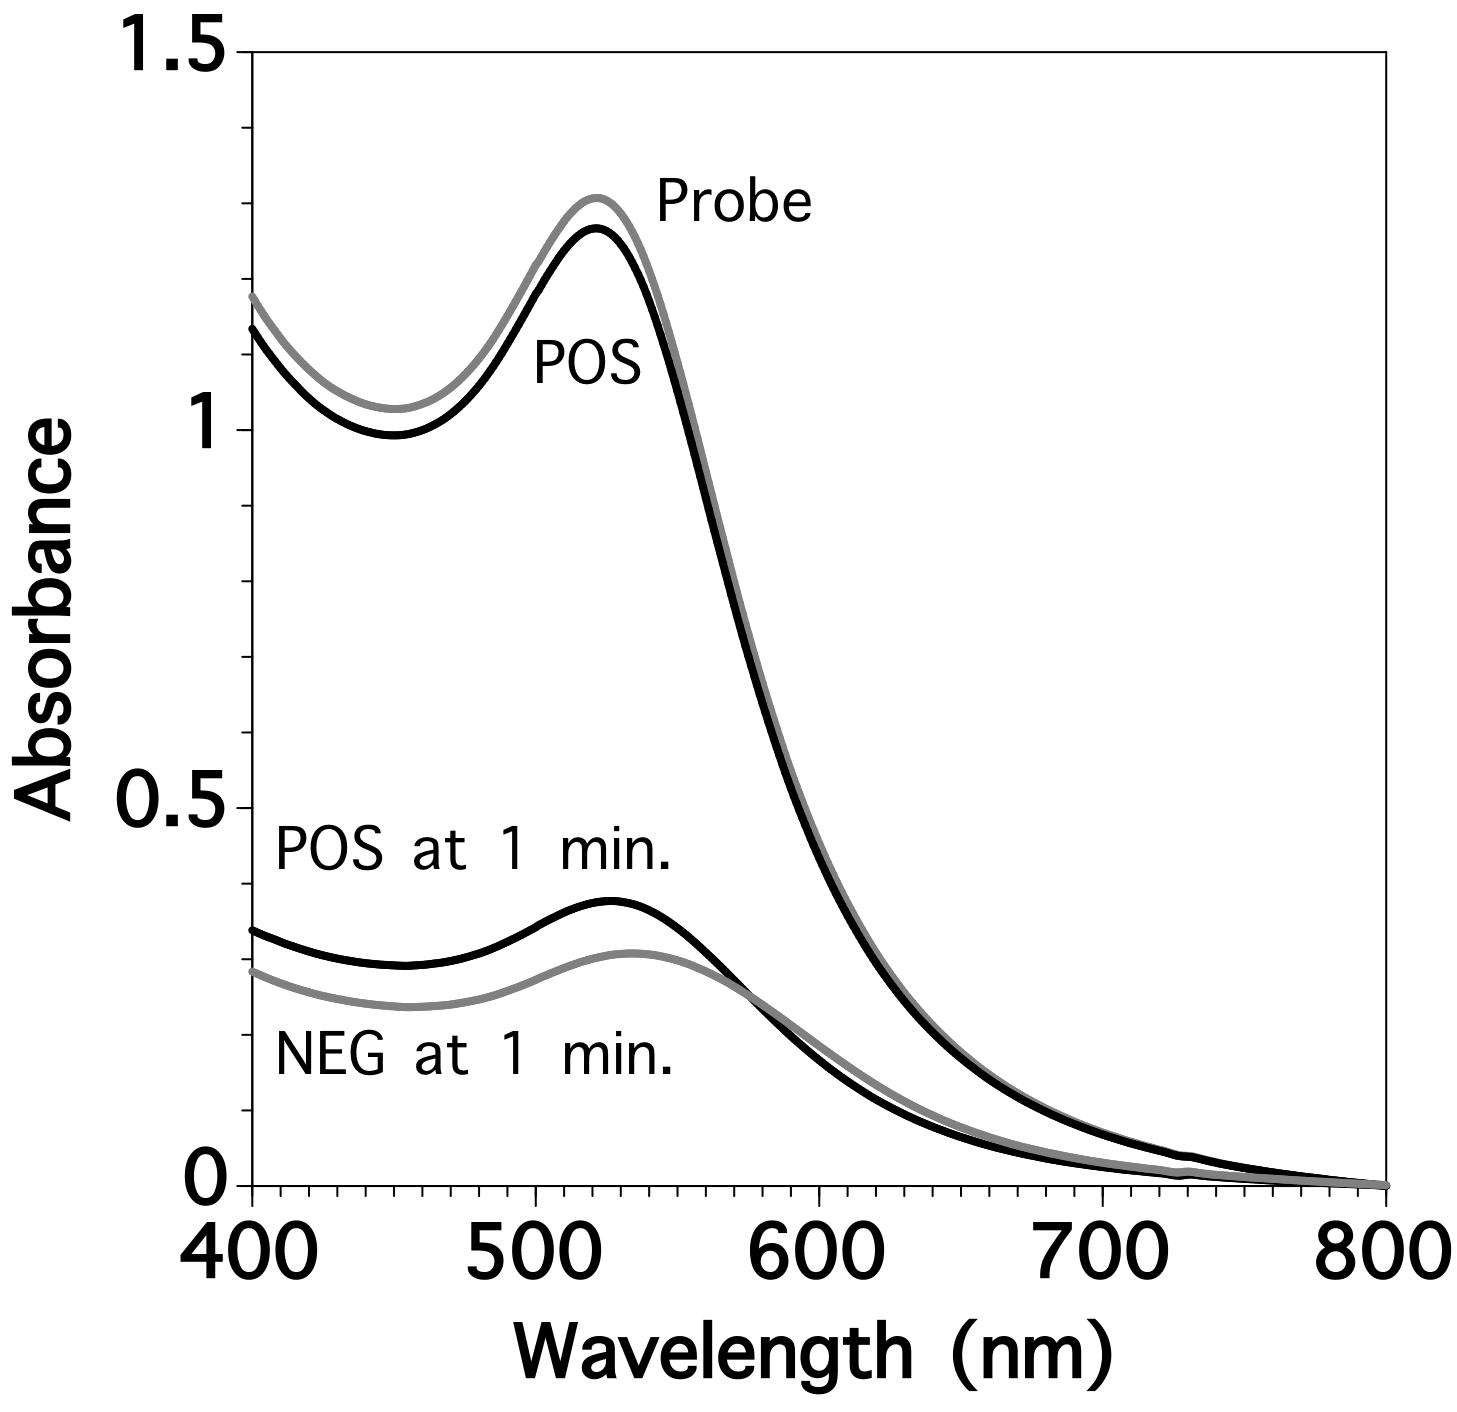 1.5
Probe
POS
1
Absorbance
0.5
POS at 1 min.
NEG at 1 min.
0
400 500 600 700 800
Wavelength (nm)